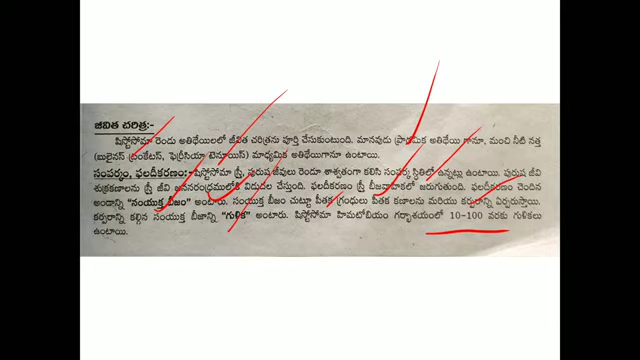 జీవిత చరిత్ర:-
షిస్టోసోమా రెండు అతిథేయిలలో జీవిత చరిత్రను పూర్తి చేసుకుంటుంది. మానవుడు ప్రాథమిక అతిథేయి గానూ, మంచి నీటి నత్త
(బులైనస్ ట్రంకేటస్, ఫెర్రీసియా టెనూయిస్) మాధ్యమిక అతిథేయిగానూ ఉంటాయి.
సంపర్కం, ఫలదీకరణం:- షిస్టోసోమా స్త్రీ, పురుష జీవులు రెండూ శాశ్వతంగా కలిసి సంపర్క స్థితిలో ఉన్నట్లు ఉంటాయి. పురుష జీవి
శుక్రకణాలను స్త్రీ జీవి జననరంధ్రములోకి విడుదల చేస్తుంది. ఫలదీకరణం స్త్రీ బీజవాహకలో జరుగుతుంది. ఫలదీకరణం చెందిన
అండాన్ని "సంయుక్త బీజం" అంటారు. సంయుక్త బీజం చుట్టూ పీతక గ్రంధులు పీతక కణాలను మరియు కర్పరాన్ని ఏర్పరుస్తాయి.
కర్పరాన్ని కల్గిన సంయుక్త బీజాన్ని "గుళిక" అంటారు. షిస్టోసోమా హిమటోబియం గర్భాశయంలో 10-100 వరకు గుళికలు
ఉంటాయి.